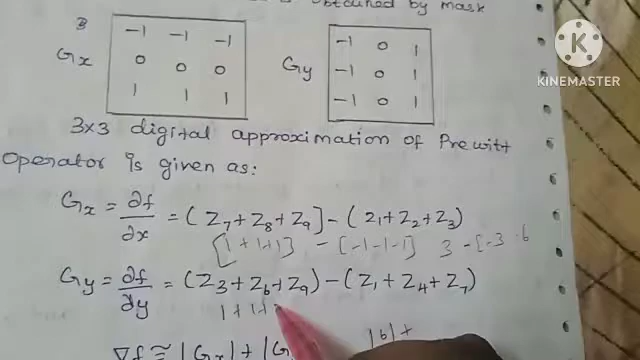 is obtained by mask
3
Gx
-1 -1 -1
0 0 0
1 1 1
Gy
-1 0 1
-1 0 1
-1 0 1
KINEMASTER
3x3 digital approximation of Prewitt
Operator is given as:
Gx = ∂f/∂x = (Z7+Z8+Z9] - (Z1+Z2+Z3)
[1+1+1] - [-1-1-1] 3-[-3 6
Gy = ∂f/∂y = (Z3+Z6+Z9) - (Z1+Z4+Z7)
1+1+
∇f ≅ |Gx| + |G
|6|+